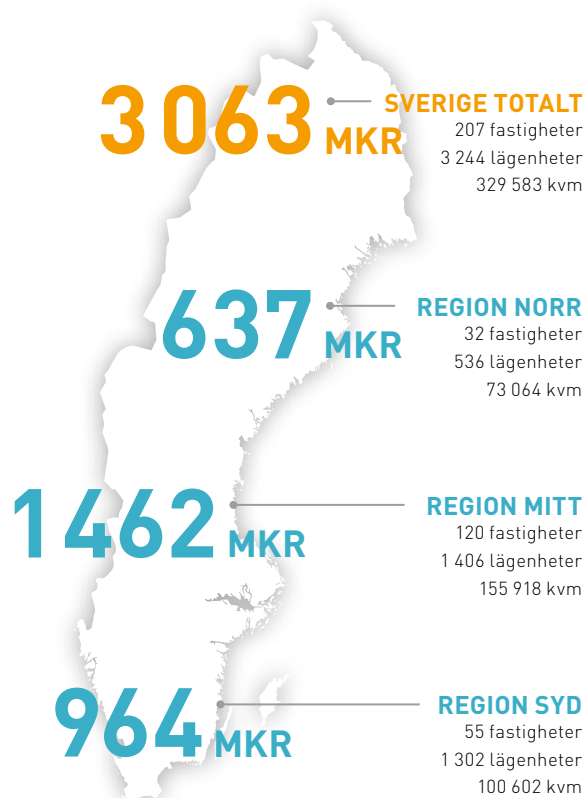 3 063 MKR
SVERIGE TOTALT
207 fastigheter
3 244 lägenheter
329 583 kvm
637 MKR
REGION NORR
32 fastigheter
536 lägenheter
73 064 kvm
1 462 MKR
REGION MITT
120 fastigheter
1 406 lägenheter
155 918 kvm
964 MKR
REGION SYD
55 fastigheter
1 302 lägenheter
100 602 kvm